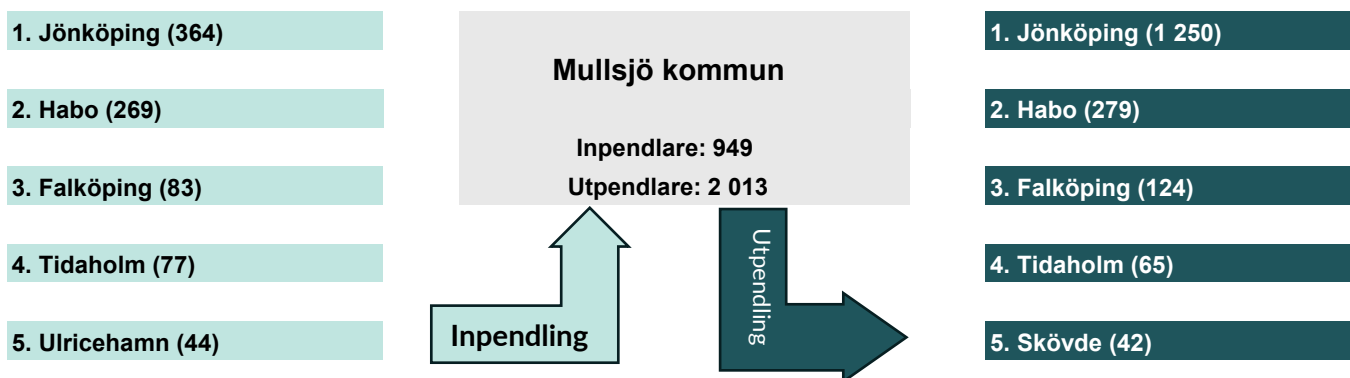 1. Jönköping (364)
2. Habo (269)
3. Falköping (83)
4. Tidaholm (77)
5. Ulricehamn (44)
Mullsjö kommun
Inpendlare: 949
Utpendlare: 2 013
Inpendling
Utpendling
1. Jönköping (1 250)
2. Habo (279)
3. Falköping (124)
4. Tidaholm (65)
5. Skövde (42)